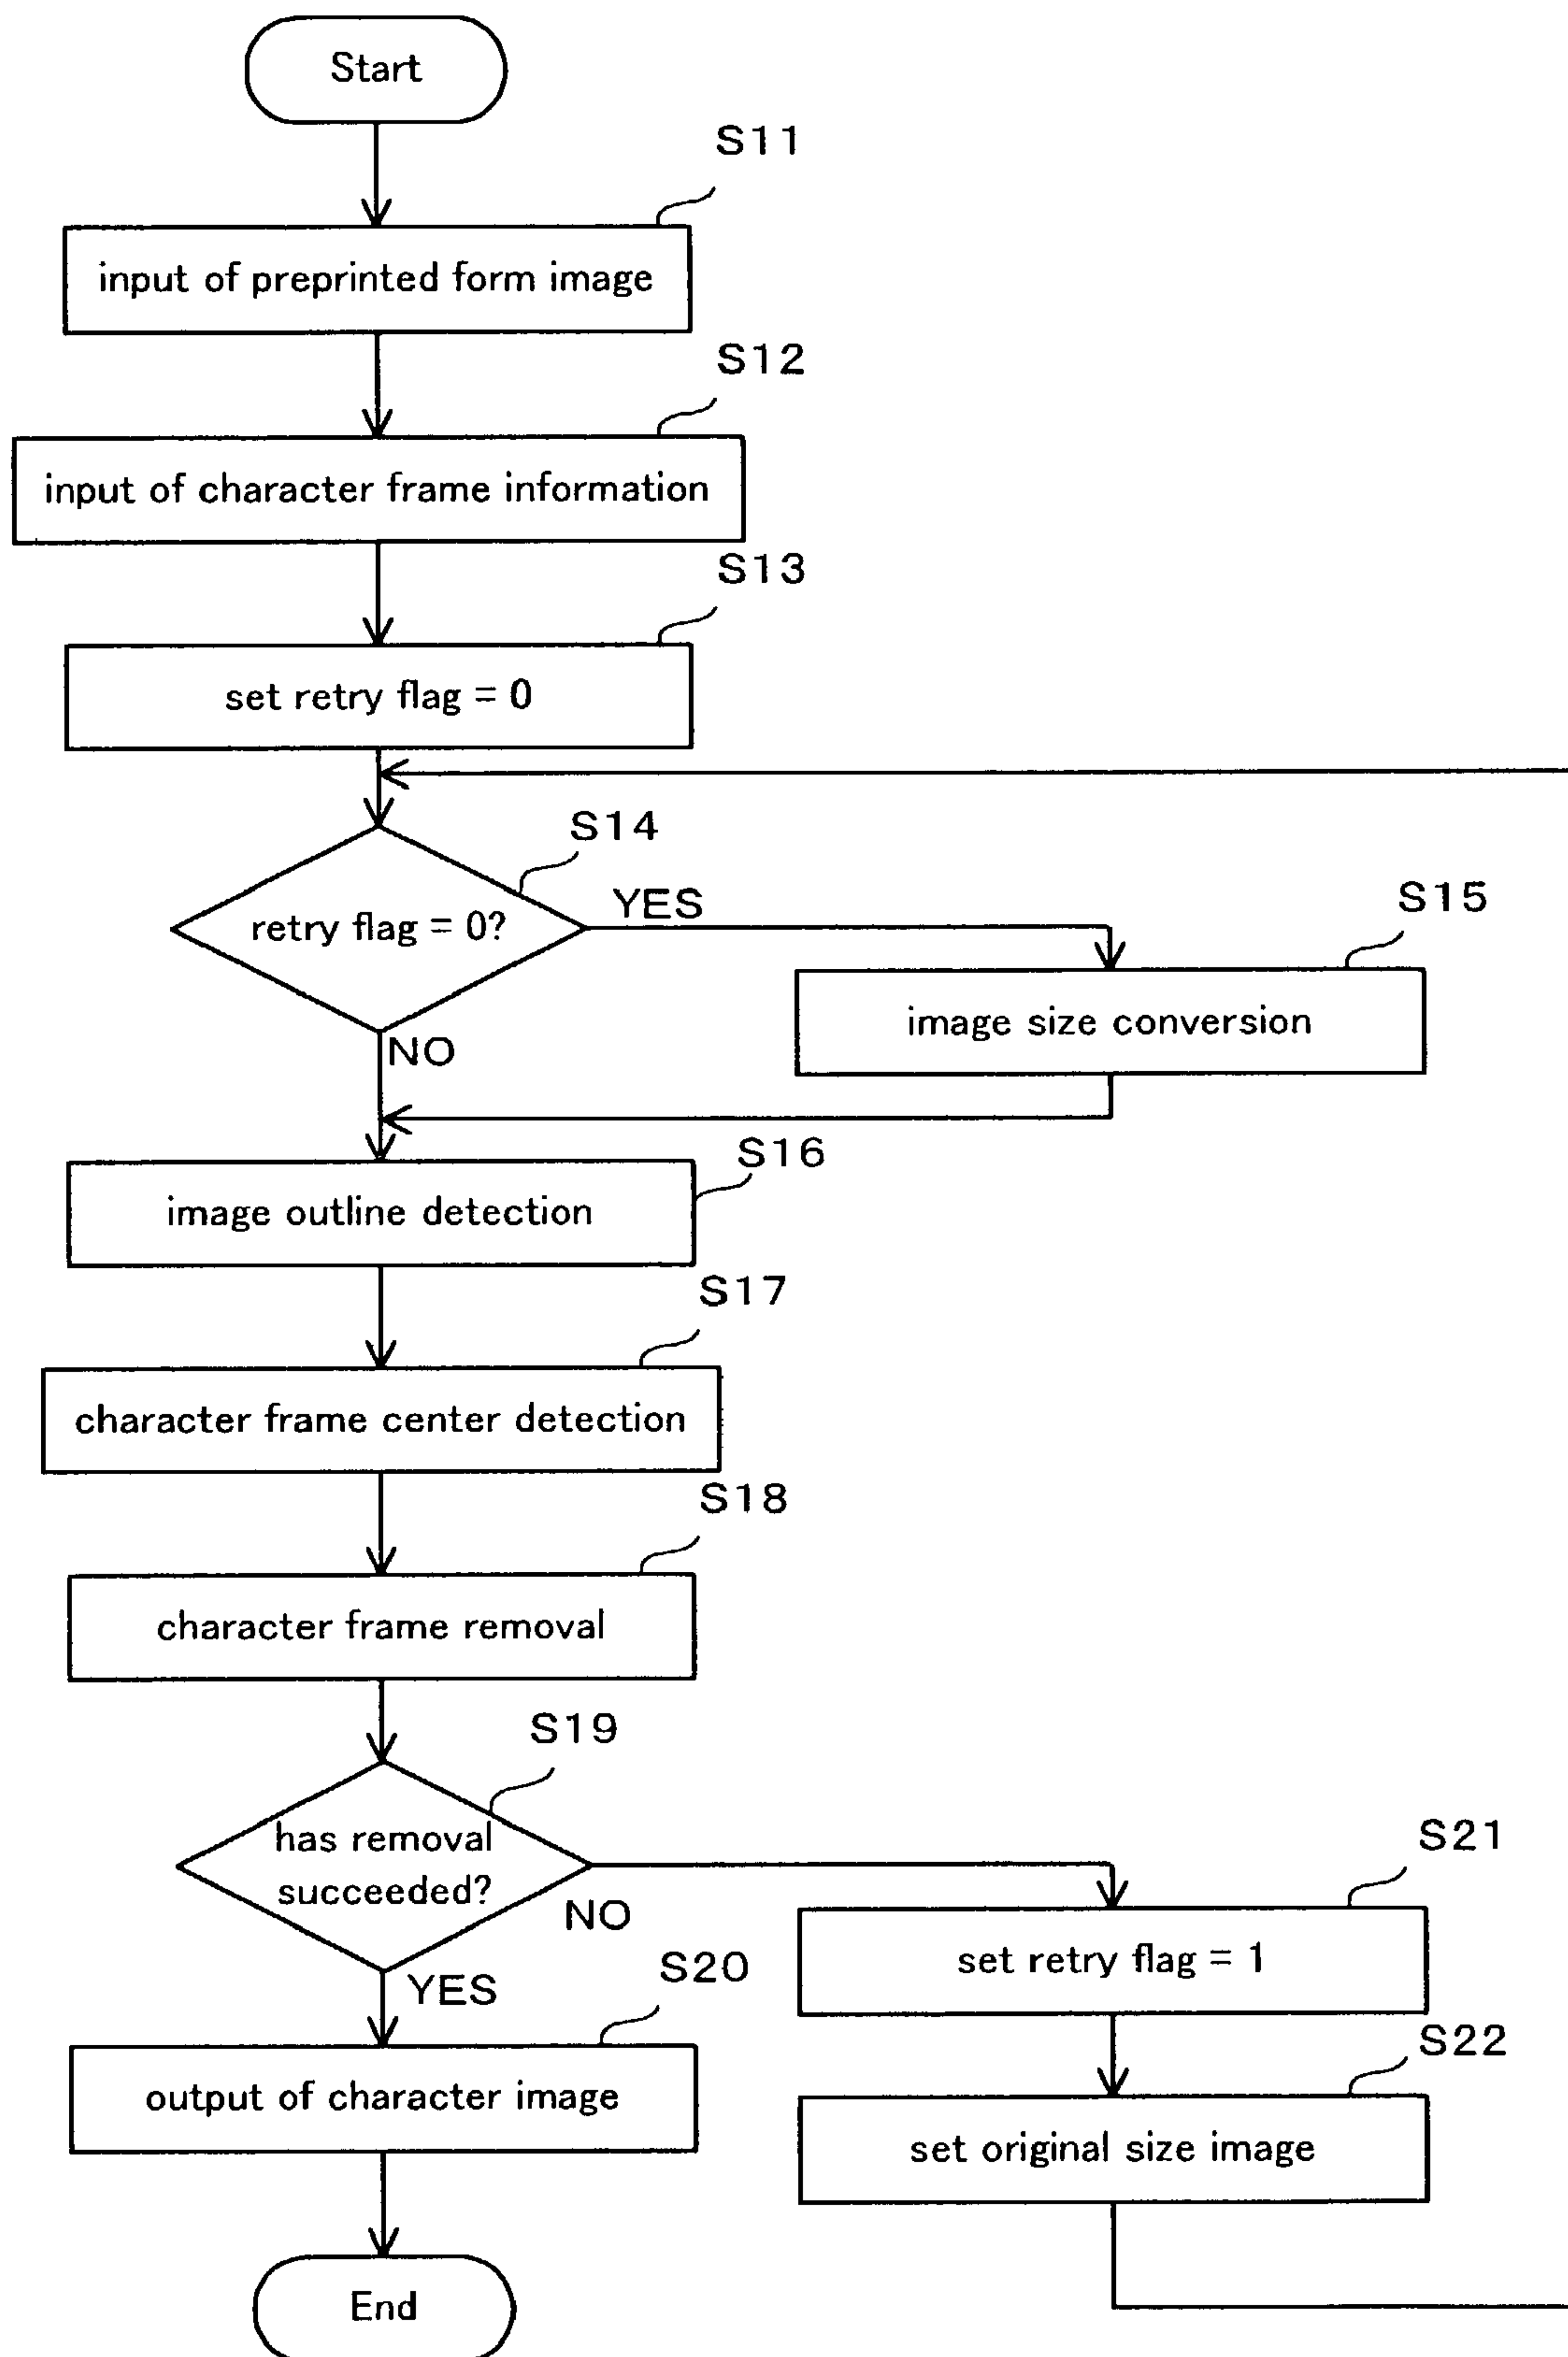 Start
S11
input of preprinted form image
S12
input of character frame information
S13
set retry flag = 0
S14
retry flag = 0?
YES
NO
S15
image size conversion
S16
image outline detection
S17
character frame center detection
S18
character frame removal
S19
has removal
succeeded?
NO
YES
S20
output of character image
S21
set retry flag = 1
S22
set original size image
End